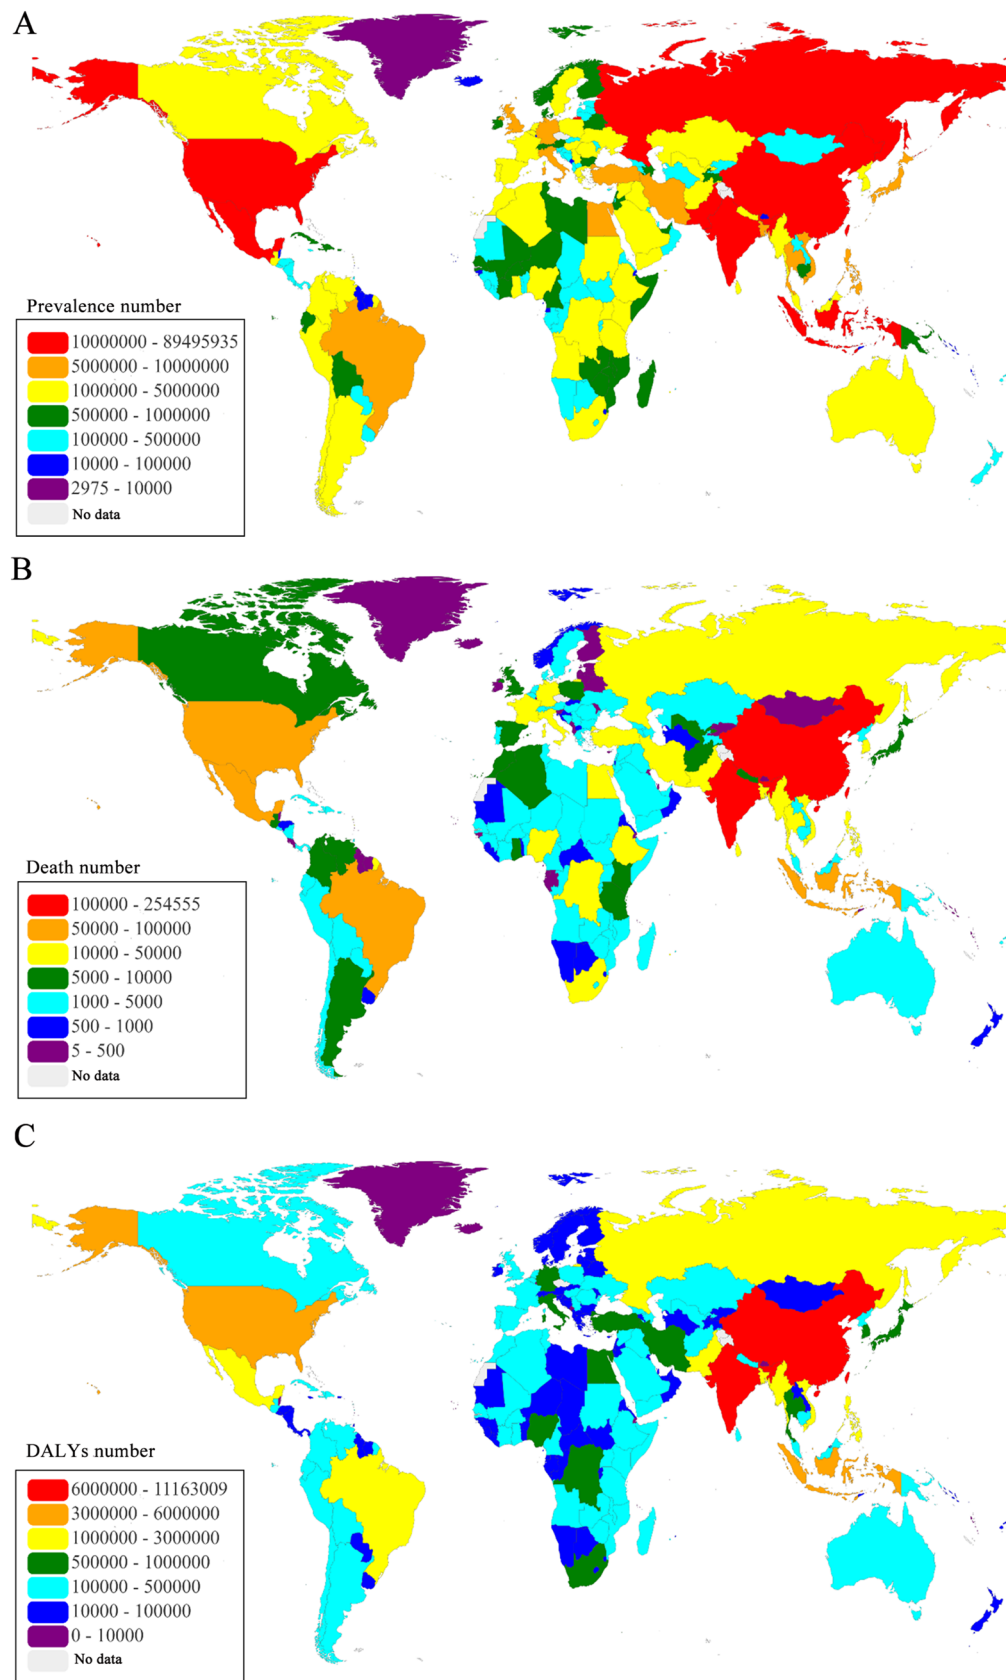 A
Prevalence number
10000000 - 89495935
5000000 - 10000000
1000000 - 5000000
500000 - 1000000
100000 - 500000
10000 - 100000
2975 - 10000
No data
B
Death number
100000 - 254555
50000 - 100000
10000 - 50000
5000 - 10000
1000 - 5000
500 - 1000
5 - 500
No data
C
DALYs number
6000000 - 11163009
3000000 - 6000000
1000000 - 3000000
500000 - 1000000
100000 - 500000
10000 - 100000
0 - 10000
No data